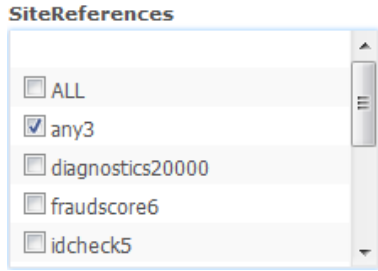 SiteReferences
ALL
any3
diagnostics20000
fraudscore6
idcheck5